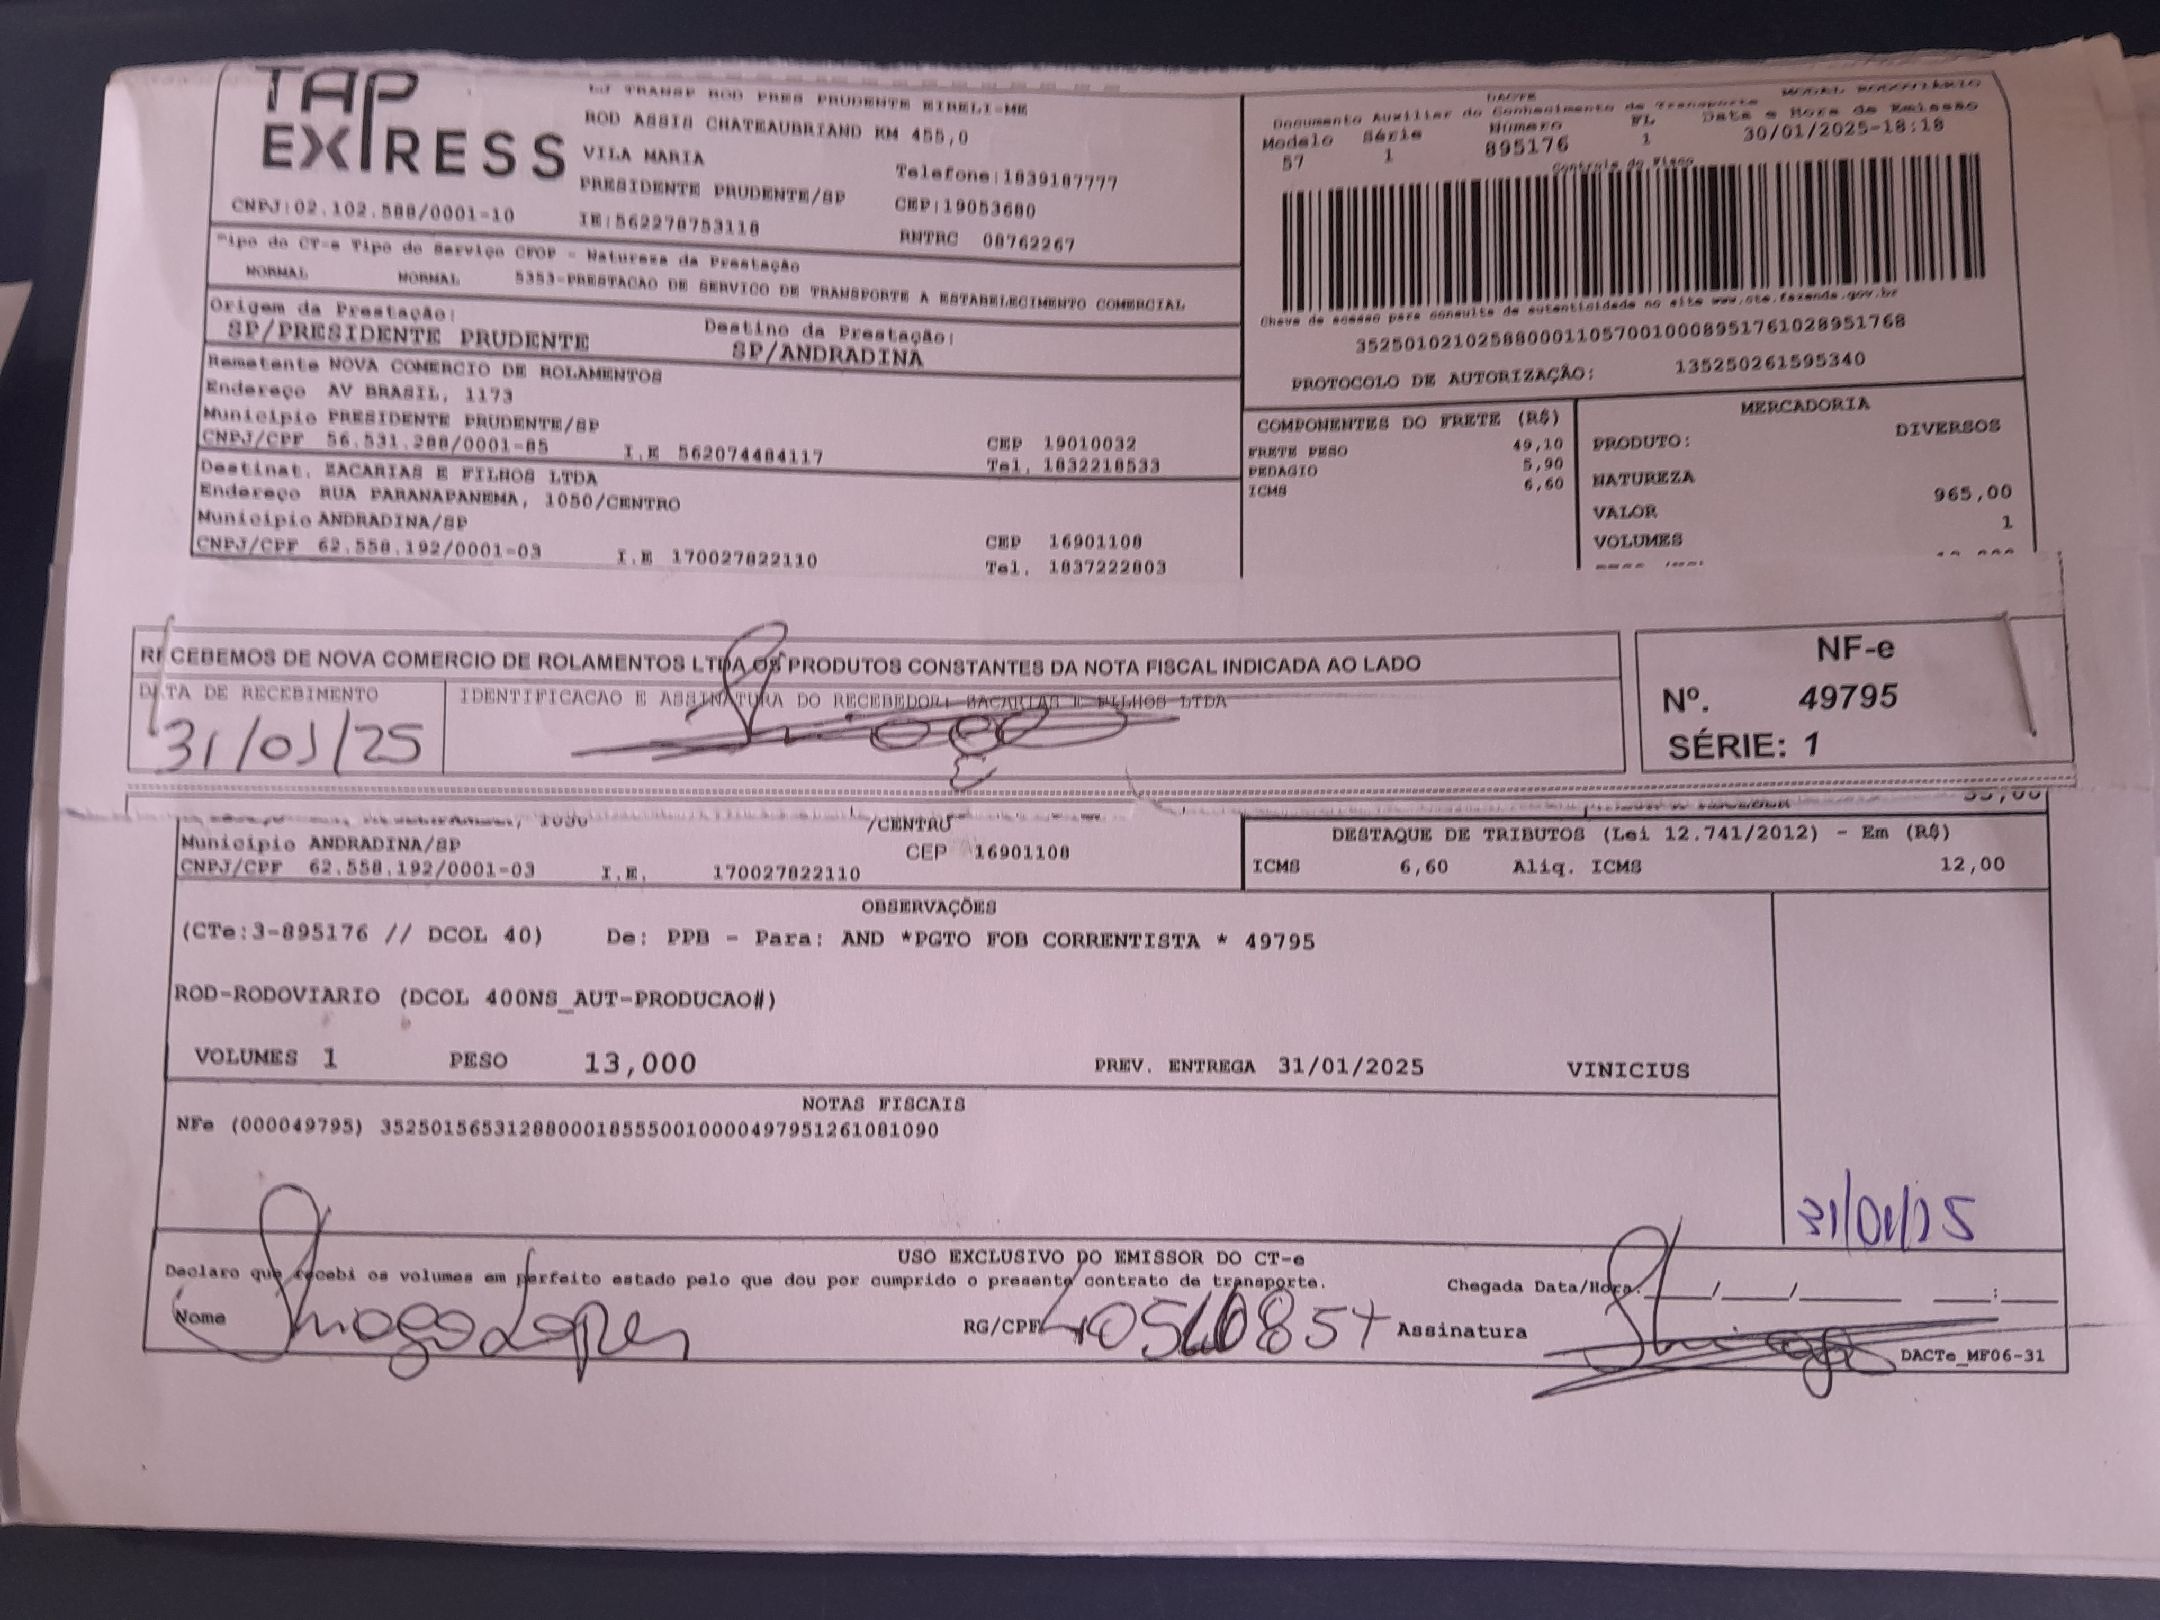 TAP EXPRESS
TRANSP ROD PRES PRUDENTE EIRELI-ME
ROD ASSIS CHATEAUBRIAND KM 455,0
VILA MARIA
Telefone:1839187777
PRESIDENTE PRUDENTE/SP
CEP:19053680
CNPJ:02.102.588/0001-10
IE:562278753118
RNTRC 08762267
DACTE
MODAL RODOVIÁRIO
Documento Auxiliar do Conhecimento de Transporte
Modelo Série Número FL Data e Hora de Emissão
57 1 895176 1 30/01/2025-18:18
Controle do Fisco
Chave de acesso para consulta de autenticidade no site www.cte.fazenda.gov.br
35250102102588000110570010008951761028951768
PROTOCOLO DE AUTORIZAÇÃO: 135250261595340
Tipo do CT-e Tipo do Serviço CFOP - Natureza da Prestação
NORMAL NORMAL 5353-PRESTACAO DE SERVICO DE TRANSPORTE A ESTABELECIMENTO COMERCIAL
Origem da Prestação: Destino da Prestação:
SP/PRESIDENTE PRUDENTE SP/ANDRADINA
Remetente NOVA COMERCIO DE ROLAMENTOS
Endereço AV BRASIL, 1173
Município PRESIDENTE PRUDENTE/SP
CEP 19010032
CNPJ/CPF 56.531.288/0001-85 I.E 562074484117 Tel. 1832218533
Destinat. ZACARIAS E FILHOS LTDA
Endereço RUA PARANAPANEMA, 1050/CENTRO
Município ANDRADINA/SP
CEP 16901108
CNPJ/CPF 62.558.192/0001-03 I.E 170027822110 Tel. 1837222803
COMPONENTES DO FRETE (R$)
FRETE PESO 49,10
PEDAGIO 5,90
ICMS 6,60
MERCADORIA
PRODUTO: DIVERSOS
NATUREZA
VALOR 965,00
VOLUMES 1
RECEBEMOS DE NOVA COMERCIO DE ROLAMENTOS LTDA OS PRODUTOS CONSTANTES DA NOTA FISCAL INDICADA AO LADO
DATA DE RECEBIMENTO
31/01/25
IDENTIFICACAO E ASSINATURA DO RECEBEDOR: ZACARIAS E FILHOS LTDA
NF-e
Nº. 49795
SÉRIE: 1
/CENTRO
Município ANDRADINA/SP
CEP 16901108
CNPJ/CPF 62.558.192/0001-03 I.E. 170027822110
DESTAQUE DE TRIBUTOS (Lei 12.741/2012) - Em (R$)
ICMS 6,60 Aliq. ICMS 12,00
OBSERVAÇÕES
(CTe:3-895176 // DCOL 40) De: PPB - Para: AND *PGTO FOB CORRENTISTA * 49795
ROD-RODOVIARIO (DCOL 400NS_AUT-PRODUCAO#)
VOLUMES 1 PESO 13,000 PREV. ENTREGA 31/01/2025 VINICIUS
NOTAS FISCAIS
NFe (000049795) 35250156531288000185550010000497951261081090
31/01/25
USO EXCLUSIVO DO EMISSOR DO CT-e
Declaro que recebi os volumes em perfeito estado pelo que dou por cumprido o presente contrato de transporte.
Chegada Data/Hora: ___/___/_____ ___:___
Nome Thiago Lopes RG/CPF Assinatura
DACTe_MF06-31